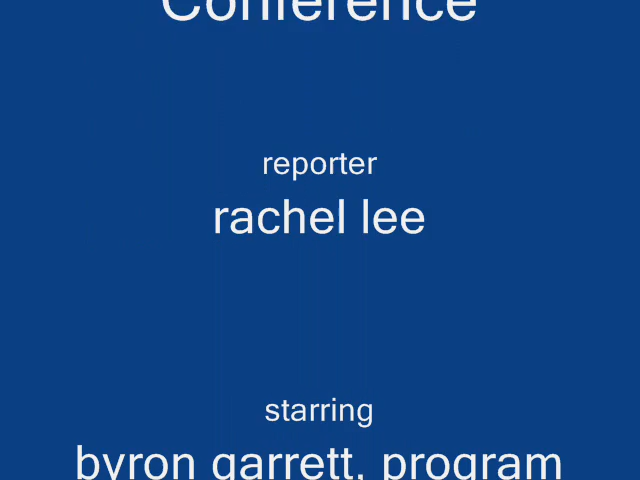 Conference
reporter
rachel lee
starring
byron garrett, program